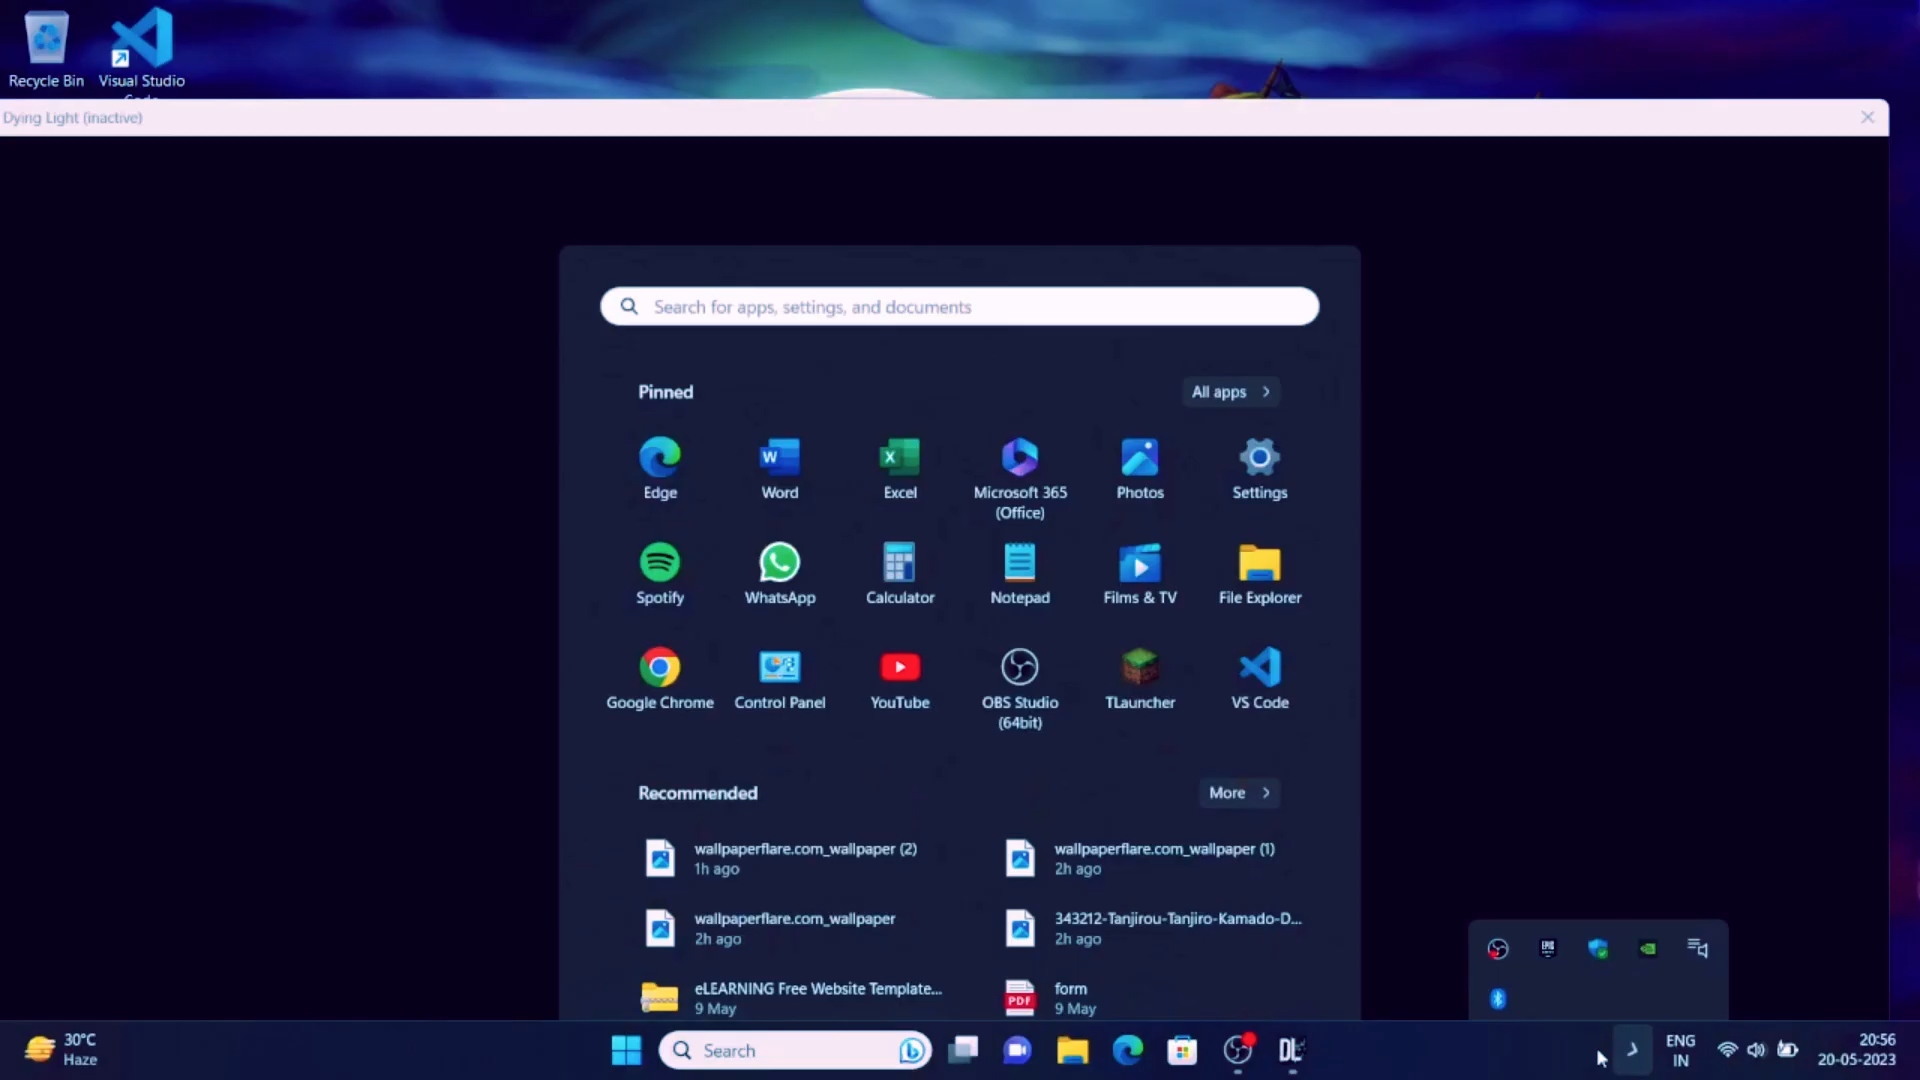 Recycle Bin
Visual Studio
Code
Dying Light (inactive)
Search for apps, settings, and documents
Pinned
All apps
Edge
Word
Excel
Microsoft 365
(Office)
Photos
Settings
Spotify
WhatsApp
Calculator
Notepad
Films & TV
File Explorer
Google Chrome
Control Panel
YouTube
OBS Studio
(64bit)
TLauncher
VS Code
Recommended
More
wallpaperflare.com_wallpaper (2)
1h ago
wallpaperflare.com_wallpaper (1)
2h ago
wallpaperflare.com_wallpaper
2h ago
343212-Tanjirou-Tanjiro-Kamado-D...
2h ago
eLEARNING Free Website Template...
9 May
PDF
form
9 May
EPIC
30°C
Haze
Search
DL
ENG
IN
20:56
20-05-2023